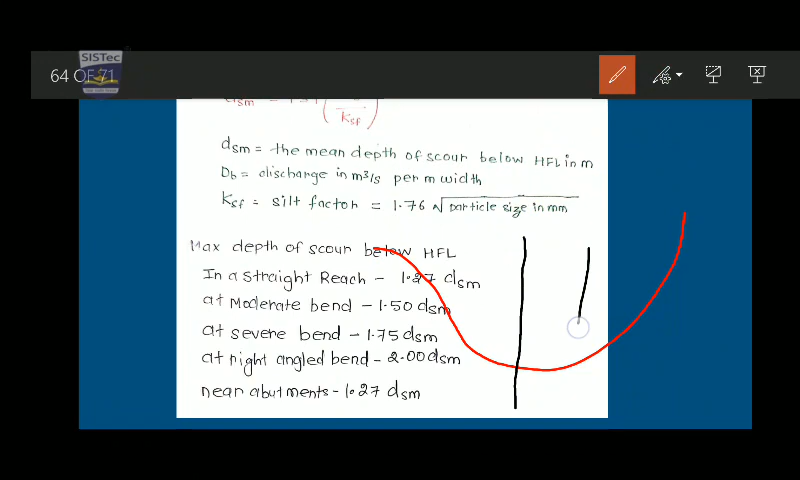 SISTec
64 OF 71
dsm =
Ksf
dsm = the mean depth of scour below HFL in m
Db = discharge in m³/s per m width
Ksf = silt factor = 1.76 √particle size in mm
Max depth of scour below HFL
In a straight Reach - 1.27 dsm
at Moderate bend - 1.50 dsm
at severe bend - 1.75 dsm
at right angled bend - 2.00 dsm
near abutments - 1.27 dsm